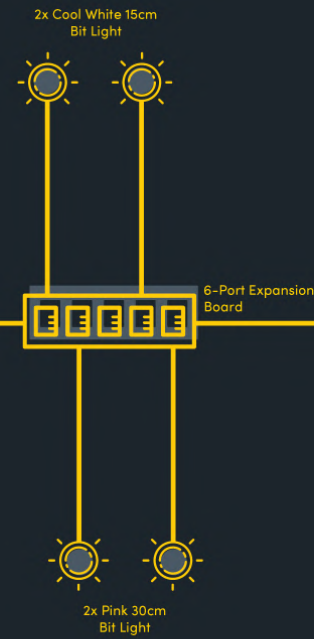 2x Cool White 15cm
Bit Light
6-Port Expansion
Board
2x Pink 30cm
Bit Light